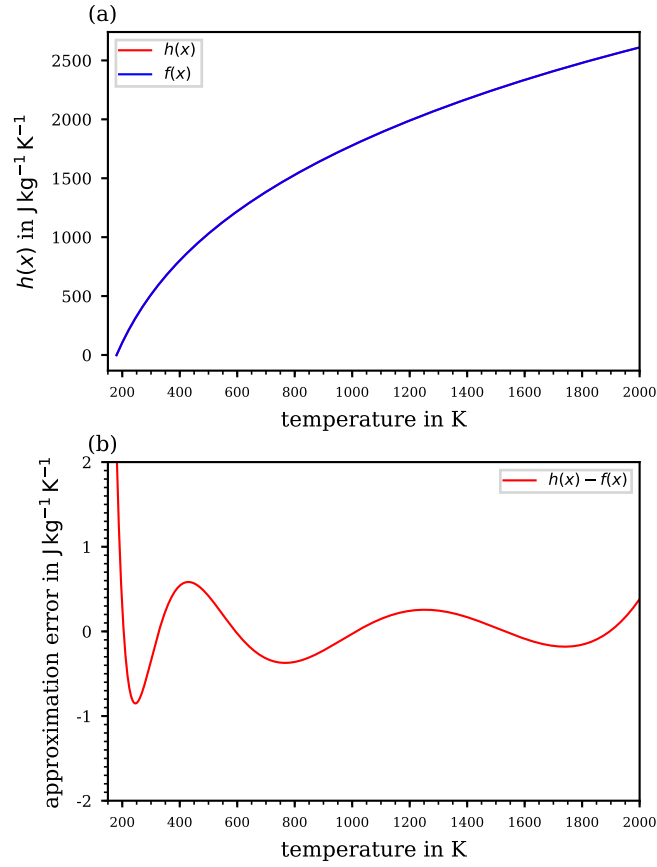 (a)
h(x)
f(x)
h(x) in J kg⁻¹ K⁻¹
2500
2000
1500
1000
500
0
200 400 600 800 1000 1200 1400 1600 1800 2000
temperature in K
(b)
h(x) − f(x)
approximation error in J kg⁻¹ K⁻¹
2
1
0
-1
-2
200 400 600 800 1000 1200 1400 1600 1800 2000
temperature in K